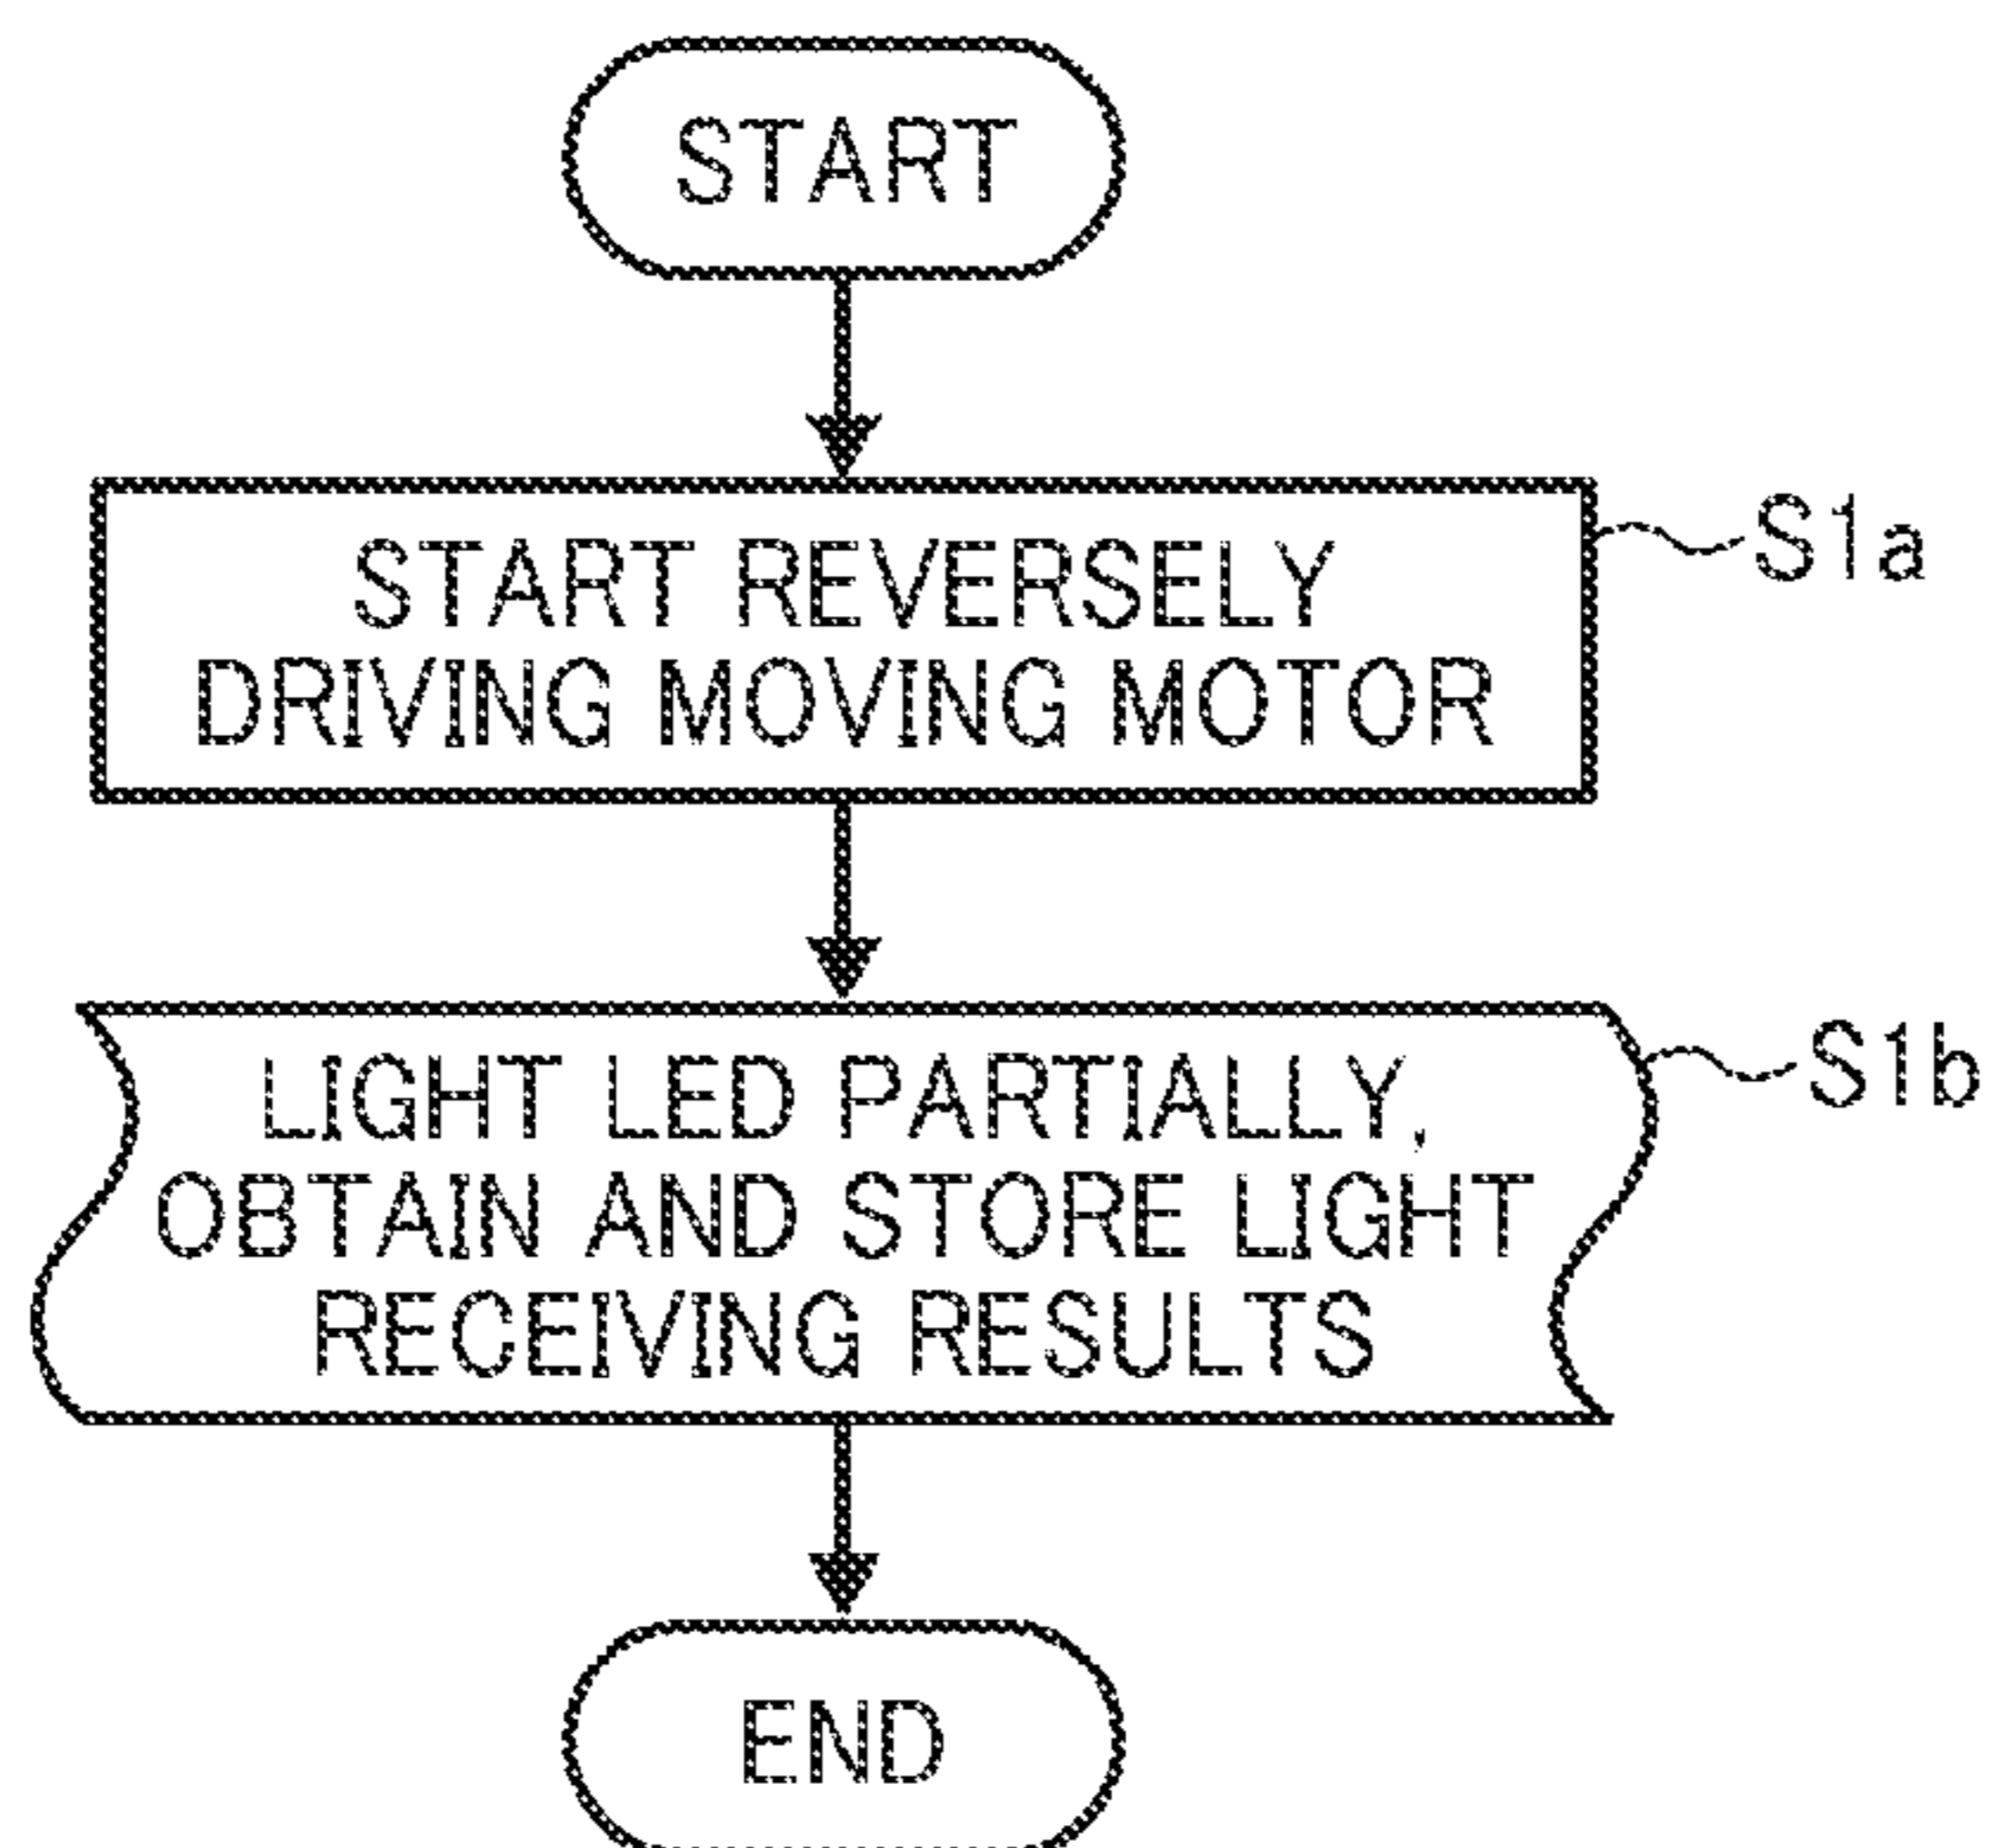 START
START REVERSELY
DRIVING MOVING MOTOR
S1a
LIGHT LED PARTIALLY,
OBTAIN AND STORE LIGHT
RECEIVING RESULTS
S1b
END